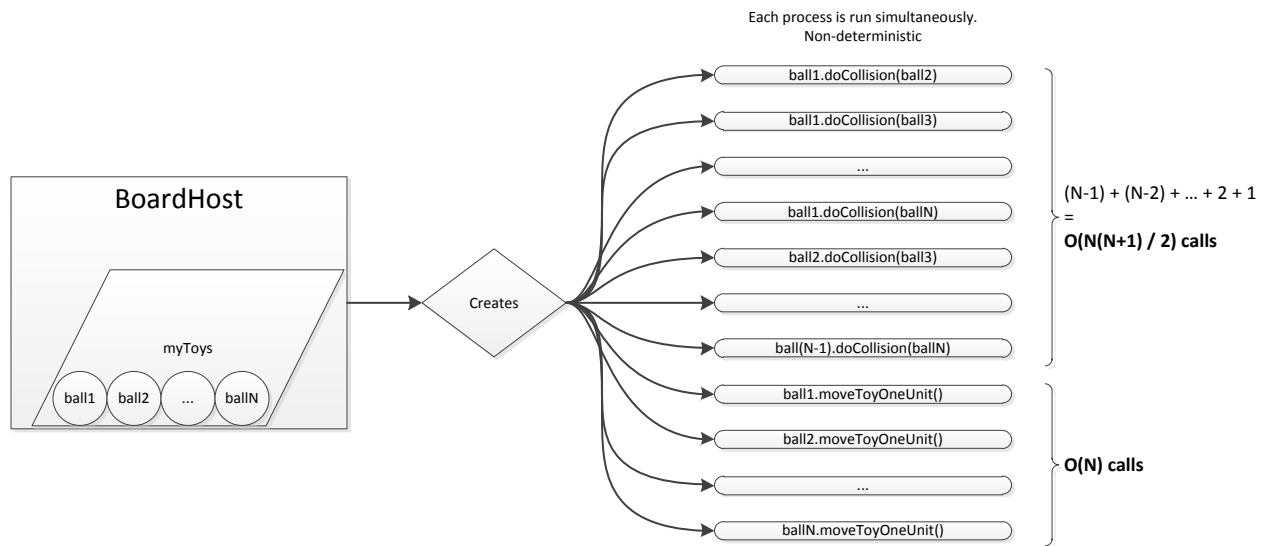 Each process is run simultaneously.
Non-deterministic
BoardHost
myToys
ball1
ball2
...
ballN
Creates
ball1.doCollision(ball2)
ball1.doCollision(ball3)
...
ball1.doCollision(ballN)
ball2.doCollision(ball3)
...
ball(N-1).doCollision(ballN)
ball1.moveToyOneUnit()
ball2.moveToyOneUnit()
...
ballN.moveToyOneUnit()
(N-1) + (N-2) + ... + 2 + 1
=
O(N(N+1) / 2) calls
O(N) calls